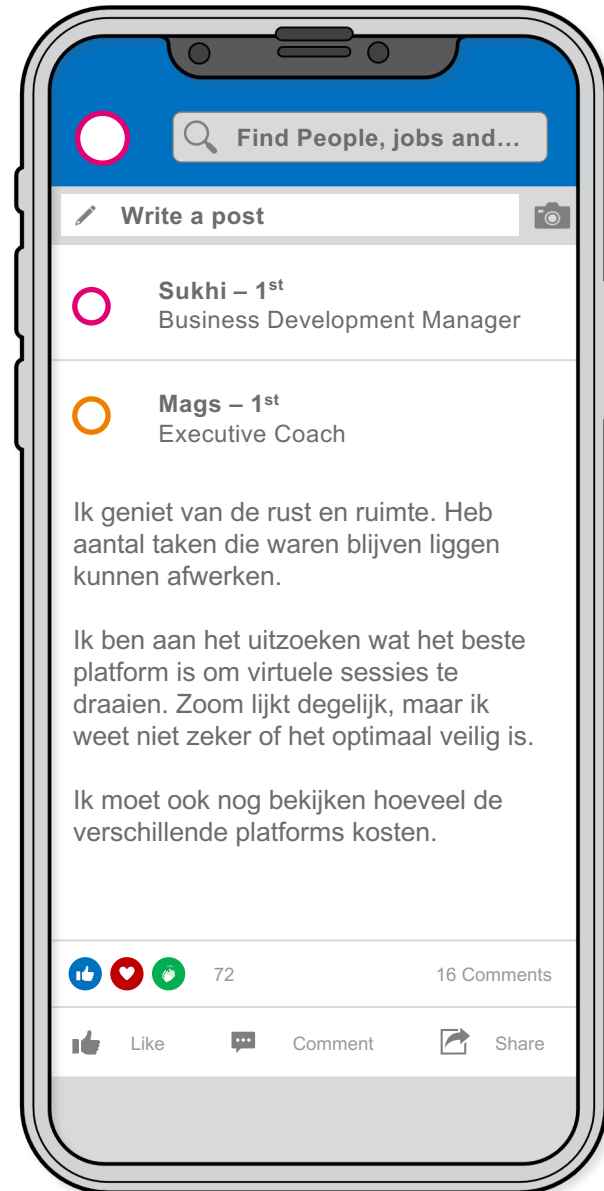 Find People, jobs and...
Write a post
Sukhi – 1st
Business Development Manager
Mags – 1st
Executive Coach
Ik geniet van de rust en ruimte. Heb
aantal taken die waren blijven liggen
kunnen afwerken.
Ik ben aan het uitzoeken wat het beste
platform is om virtuele sessies te
draaien. Zoom lijkt degelijk, maar ik
weet niet zeker of het optimaal veilig is.
Ik moet ook nog bekijken hoeveel de
verschillende platforms kosten.
72 16 Comments
Like Comment Share